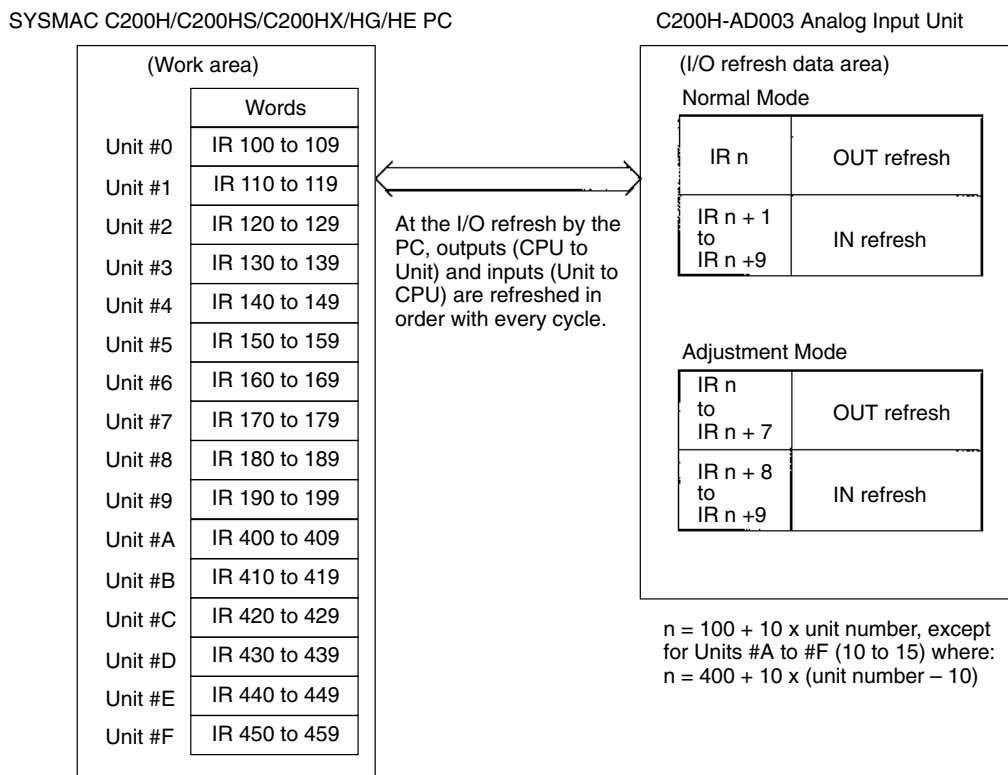 SYSMAC C200H/C200HS/C200HX/HG/HE PC
(Work area)
Words
Unit #0 IR 100 to 109
Unit #1 IR 110 to 119
Unit #2 IR 120 to 129
Unit #3 IR 130 to 139
Unit #4 IR 140 to 149
Unit #5 IR 150 to 159
Unit #6 IR 160 to 169
Unit #7 IR 170 to 179
Unit #8 IR 180 to 189
Unit #9 IR 190 to 199
Unit #A IR 400 to 409
Unit #B IR 410 to 419
Unit #C IR 420 to 429
Unit #D IR 430 to 439
Unit #E IR 440 to 449
Unit #F IR 450 to 459
At the I/O refresh by the
PC, outputs (CPU to
Unit) and inputs (Unit to
CPU) are refreshed in
order with every cycle.
C200H-AD003 Analog Input Unit
(I/O refresh data area)
Normal Mode
IR n OUT refresh
IR n + 1
to
IR n +9
IN refresh
Adjustment Mode
IR n
to
IR n + 7
OUT refresh
IR n + 8
to
IR n +9
IN refresh
n = 100 + 10 x unit number, except
for Units #A to #F (10 to 15) where:
n = 400 + 10 x (unit number – 10)